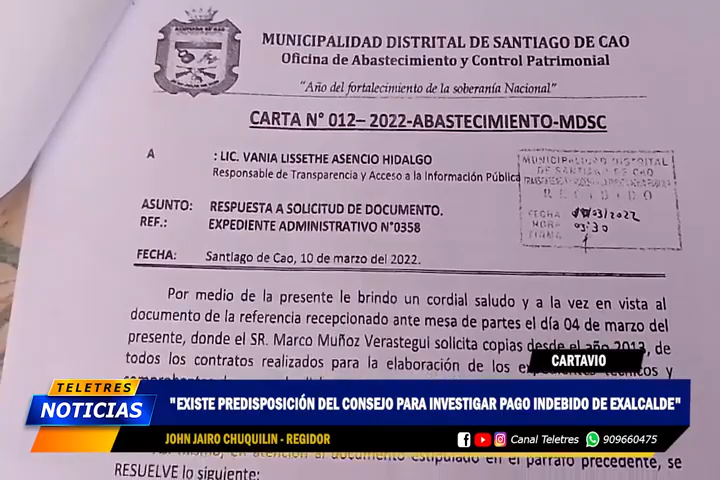 MUNICIPALIDAD DISTRITAL DE SANTIAGO DE CAO
Oficina de Abastecimiento y Control Patrimonial
"Año del fortalecimiento de la soberanía Nacional"
CARTA N° 012– 2022-ABASTECIMIENTO-MDSC
A : LIC. VANIA LISSETHE ASENCIO HIDALGO
Responsable de Transparencia y Acceso a la Información Pública
MUNICIPALIDAD DISTRITAL
DE SANTIAGO DE CAO
RECIBIDO
FECHA 03/2022
HORA 03:30
FIRMA
ASUNTO: RESPUESTA A SOLICITUD DE DOCUMENTO.
REF.: EXPEDIENTE ADMINISTRATIVO N°0358
FECHA: Santiago de Cao, 10 de marzo del 2022.
Por medio de la presente le brindo un cordial saludo y a la vez en vista al
documento de la referencia recepcionado ante mesa de partes el día 04 de marzo del
presente, donde el SR. Marco Muñoz Verastegui solicita copias desde el año 2013, de
todos los contratos realizados para la elaboración de los expedientes técnicos y
CARTAVIO
TELETRES
NOTICIAS
"EXISTE PREDISPOSICIÓN DEL CONSEJO PARA INVESTIGAR PAGO INDEBIDO DE EXALCALDE"
JOHN JAIRO CHUQUILIN - REGIDOR
Canal Teletres 909660475
en atención al documento estipulado en el párrafo precedente, se
RESUELVE lo siguiente: